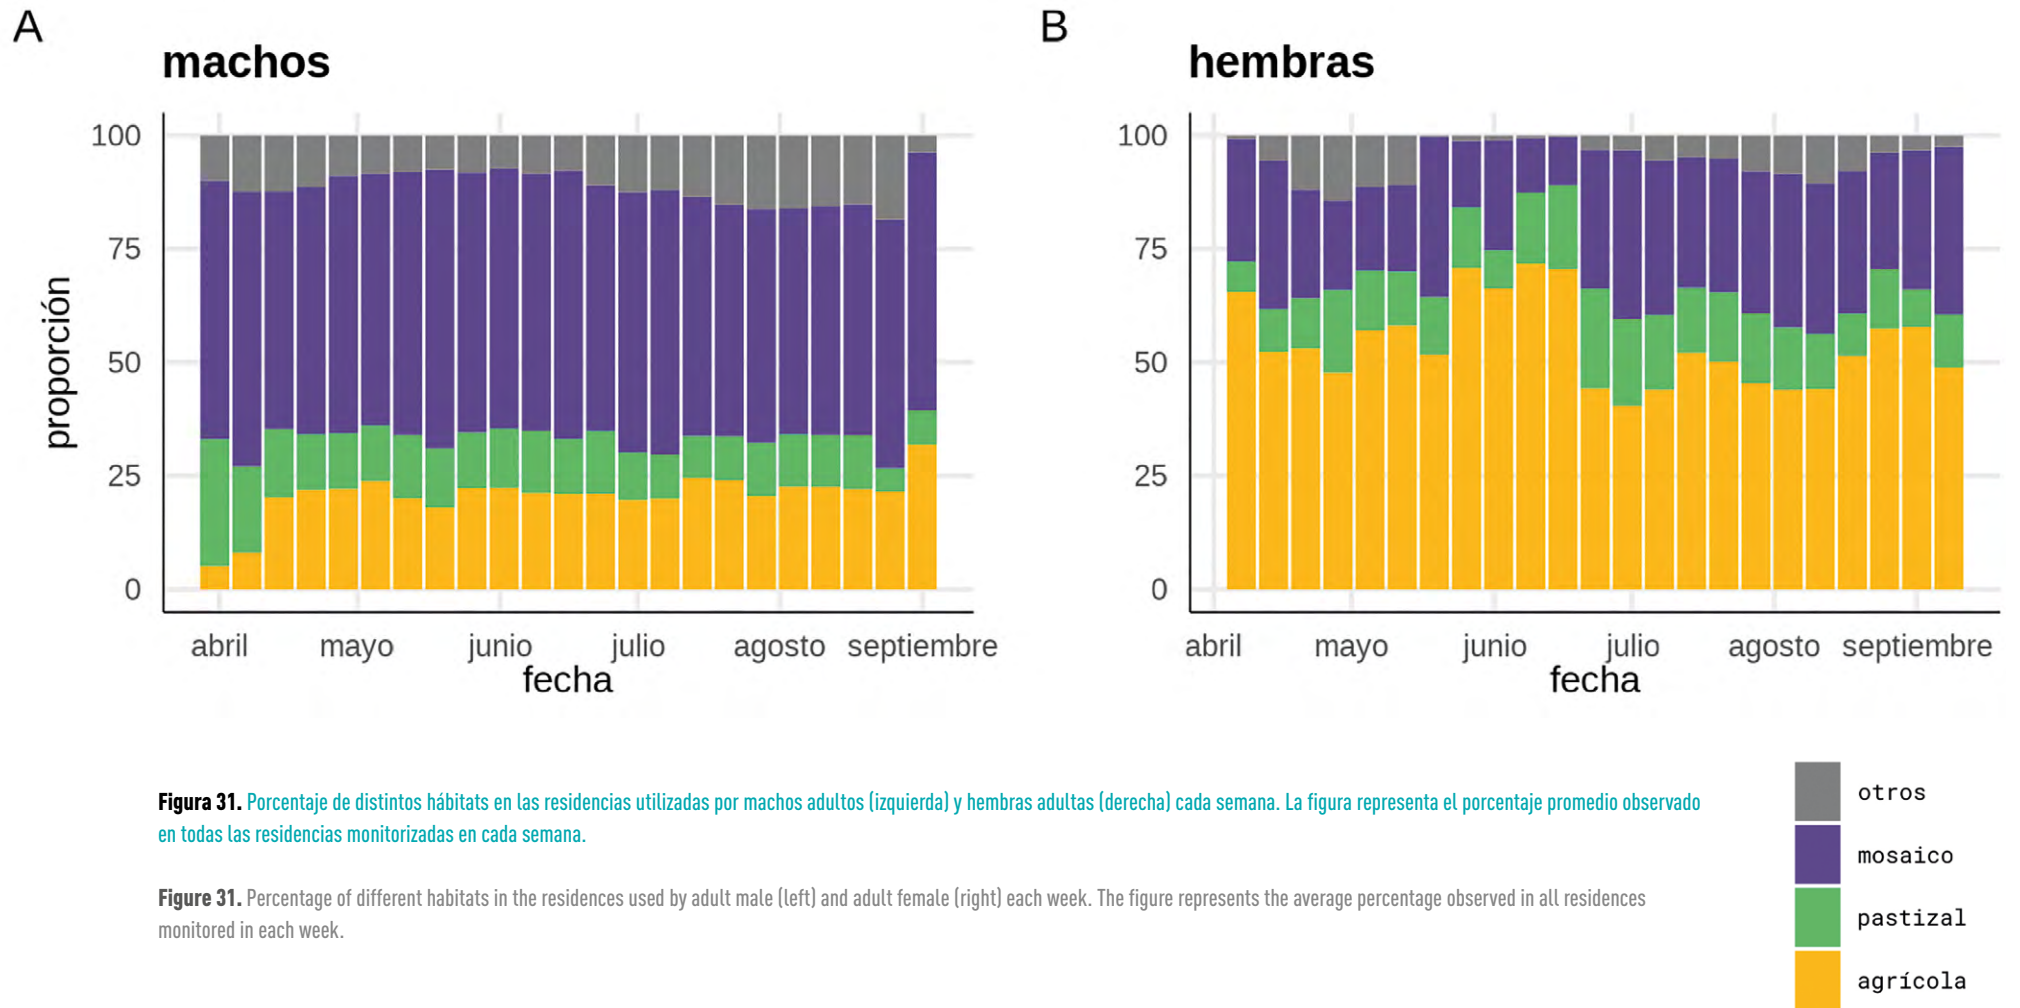 A
machos
100
75
50
25
0
proporción
abril mayo junio julio agosto septiembre
fecha
B
hembras
100
75
50
25
0
abril mayo junio julio agosto septiembre
fecha
Figura 31. Porcentaje de distintos hábitats en las residencias utilizadas por machos adultos (izquierda) y hembras adultas (derecha) cada semana. La figura representa el porcentaje promedio observado
en todas las residencias monitorizadas en cada semana.
Figure 31. Percentage of different habitats in the residences used by adult male (left) and adult female (right) each week. The figure represents the average percentage observed in all residences
monitored in each week.
otros
mosaico
pastizal
agrícola